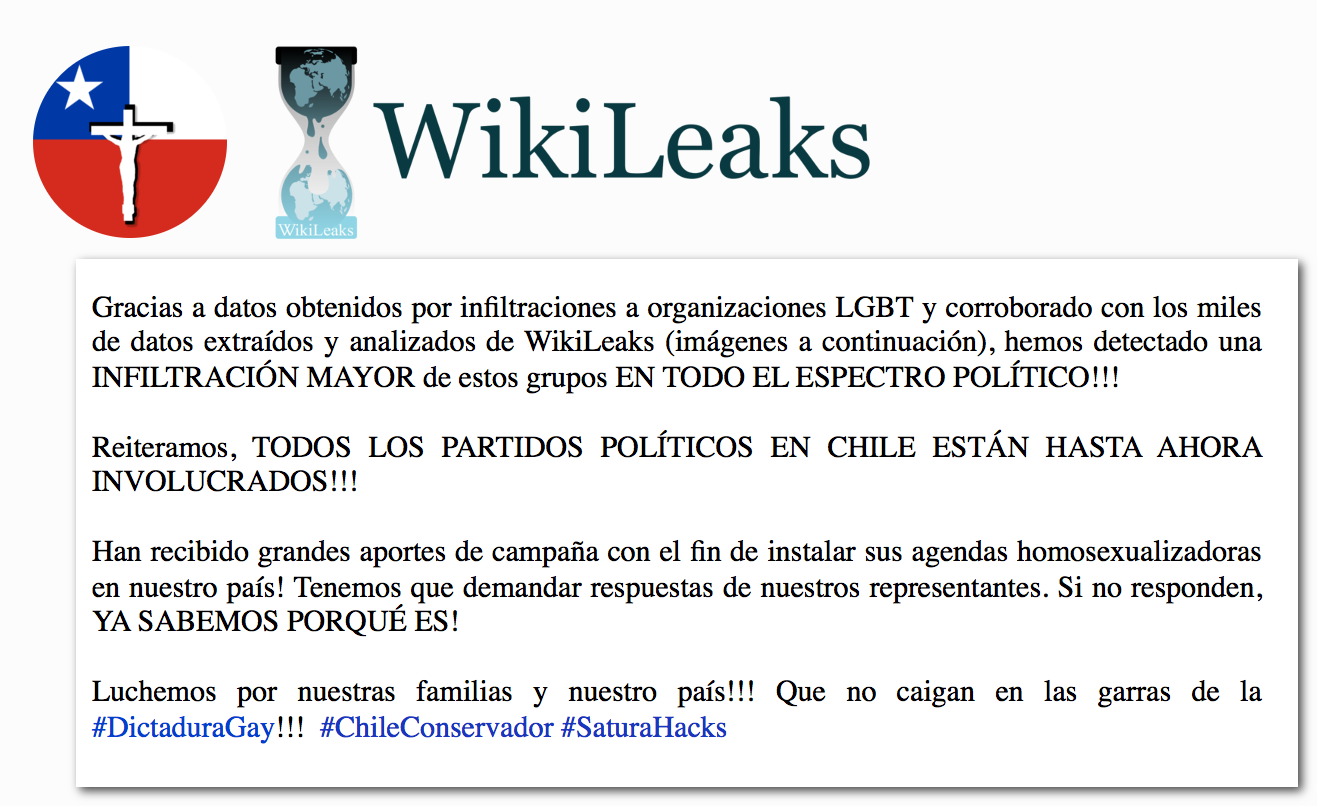 WikiLeaks
WikiLeaks
Gracias a datos obtenidos por infiltraciones a organizaciones LGBT y corroborado con los miles
de datos extraídos y analizados de WikiLeaks (imágenes a continuación), hemos detectado una
INFILTRACIÓN MAYOR de estos grupos EN TODO EL ESPECTRO POLÍTICO!!!
Reiteramos, TODOS LOS PARTIDOS POLÍTICOS EN CHILE ESTÁN HASTA AHORA
INVOLUCRADOS!!!
Han recibido grandes aportes de campaña con el fin de instalar sus agendas homosexualizadoras
en nuestro país! Tenemos que demandar respuestas de nuestros representantes. Si no responden,
YA SABEMOS PORQUÉ ES!
Luchemos por nuestras familias y nuestro país!!! Que no caigan en las garras de la
#DictaduraGay!!! #ChileConservador #SaturaHacks